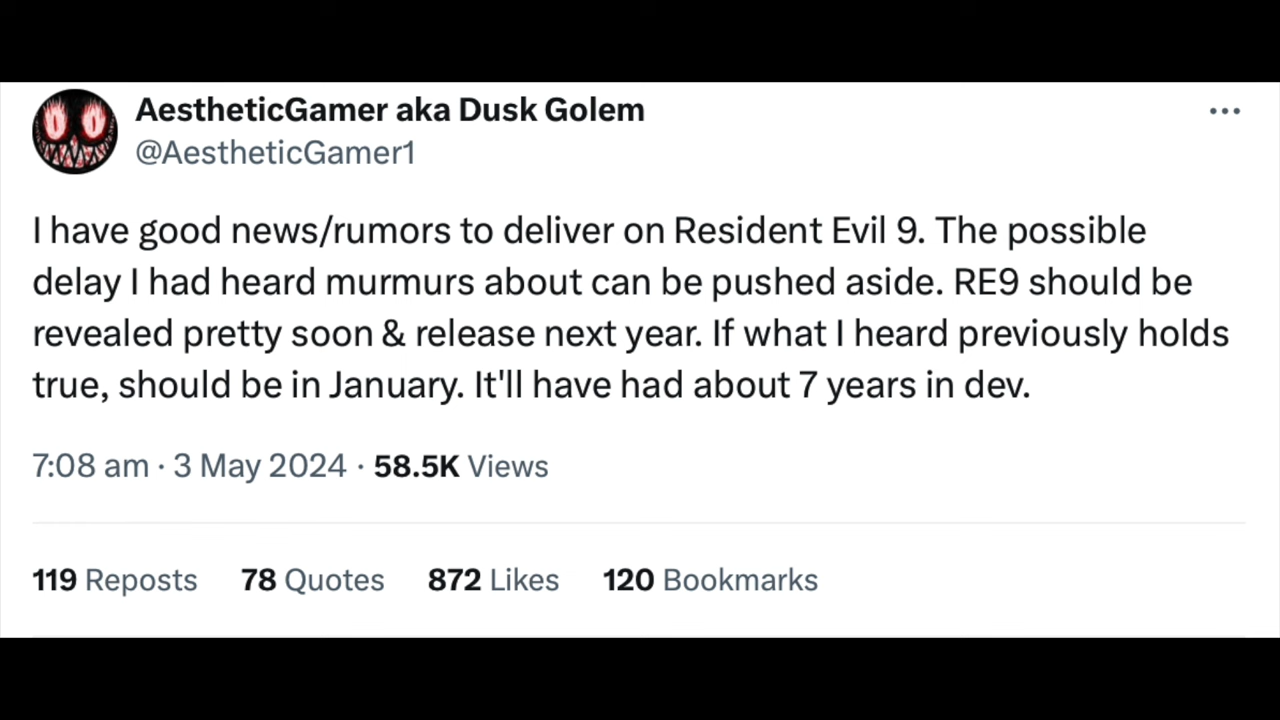 AestheticGamer aka Dusk Golem
@AestheticGamer1
I have good news/rumors to deliver on Resident Evil 9. The possible
delay I had heard murmurs about can be pushed aside. RE9 should be
revealed pretty soon & release next year. If what I heard previously holds
true, should be in January. It'll have had about 7 years in dev.
7:08 am · 3 May 2024 · 58.5K Views
119 Reposts 78 Quotes 872 Likes 120 Bookmarks